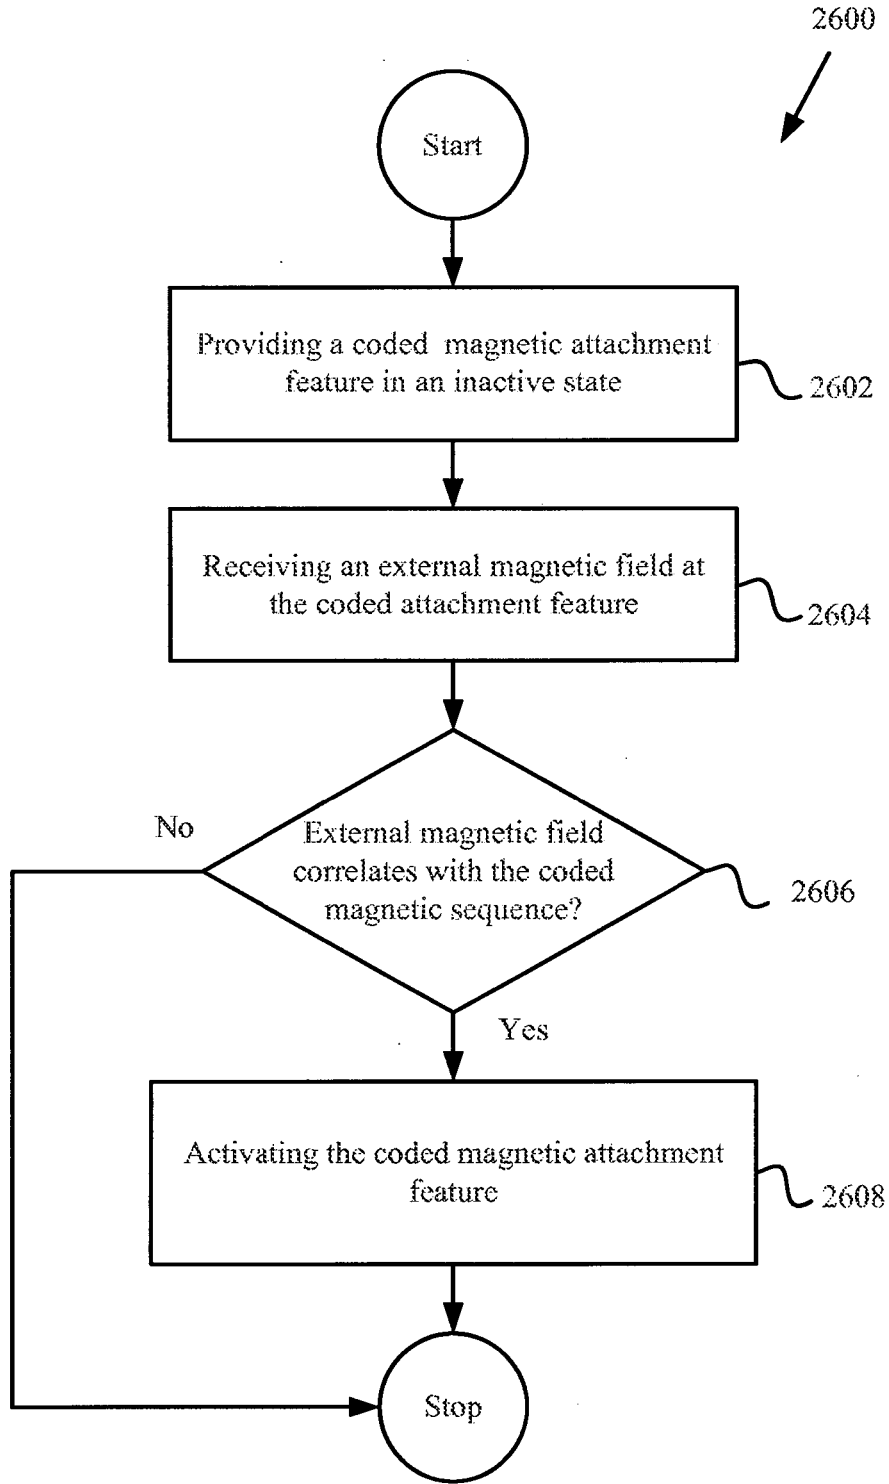 2600
Start
Providing a coded magnetic attachment
feature in an inactive state
2602
Receiving an external magnetic field at
the coded attachment feature
2604
No
External magnetic field
correlates with the coded
magnetic sequence?
2606
Yes
Activating the coded magnetic attachment
feature
2608
Stop